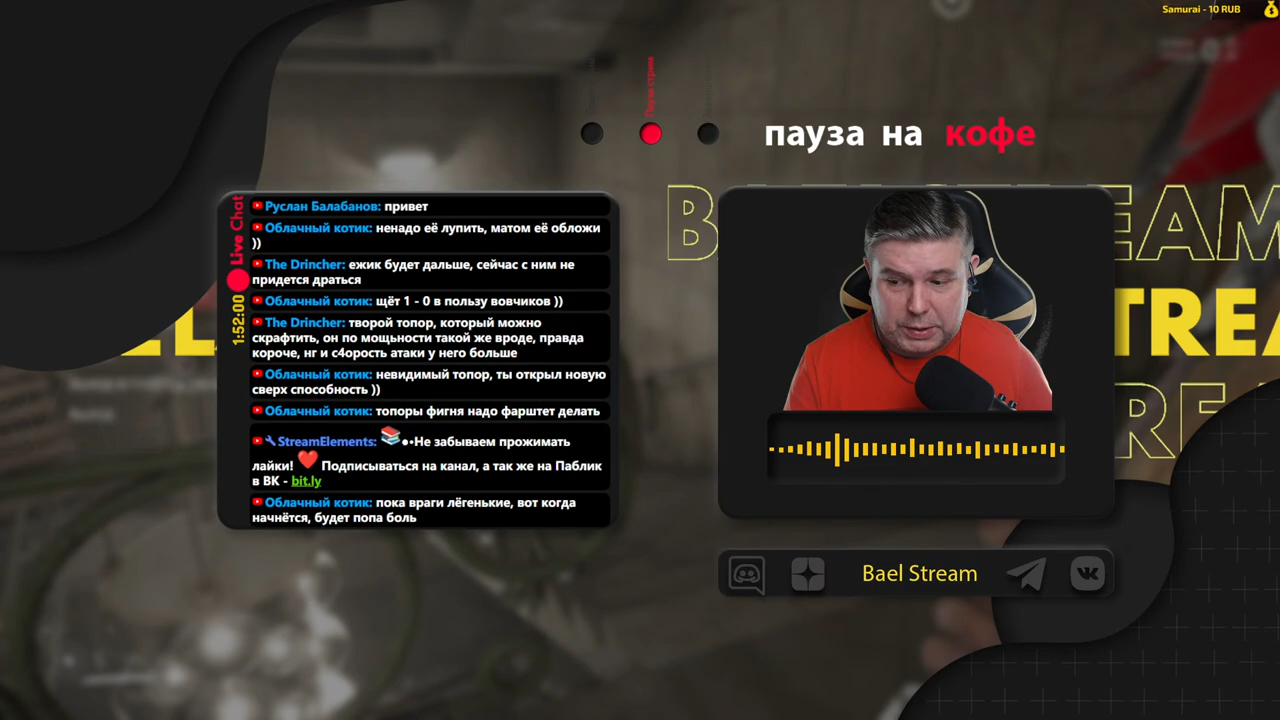 Samurai - 10 RUB
Пауза стрим
пауза на кофе
Live Chat
1:52:00
Руслан Балабанов: привет
Облачный котик: ненадо её лупить, матом её обложи
))
The Drincher: ежик будет дальше, сейчас с ним не
придется драться
Облачный котик: щёт 1 - 0 в пользу вовчиков ))
The Drincher: творой топор, который можно
скрафтить, он по мощьности такой же вроде, правда
короче, нг и с4орость атаки у него больше
Облачный котик: невидимый топор, ты открыл новую
сверх способность ))
Облачный котик: топоры фигня надо фарштет делать
StreamElements: 📚●•Не забываем прожимать
лайки! ❤️ Подписываться на канал, а так же на Паблик
в ВК - bit.ly
Облачный котик: пока враги лёгенькие, вот когда
начнётся, будет попа боль
Bael Stream